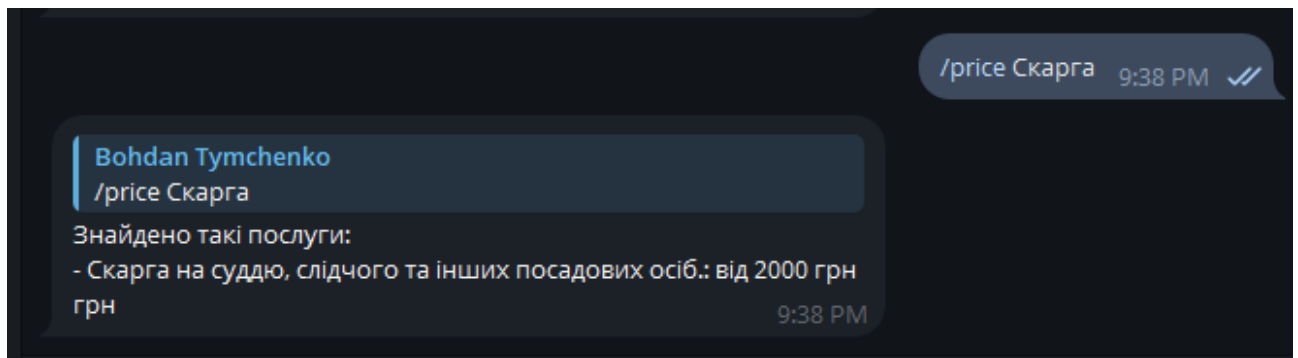 /price Скарга 9:38 PM
Bohdan Tymchenko
/price Скарга
Знайдено такі послуги:
- Скарга на суддю, слідчого та інших посадових осіб.: від 2000 грн
грн
9:38 PM